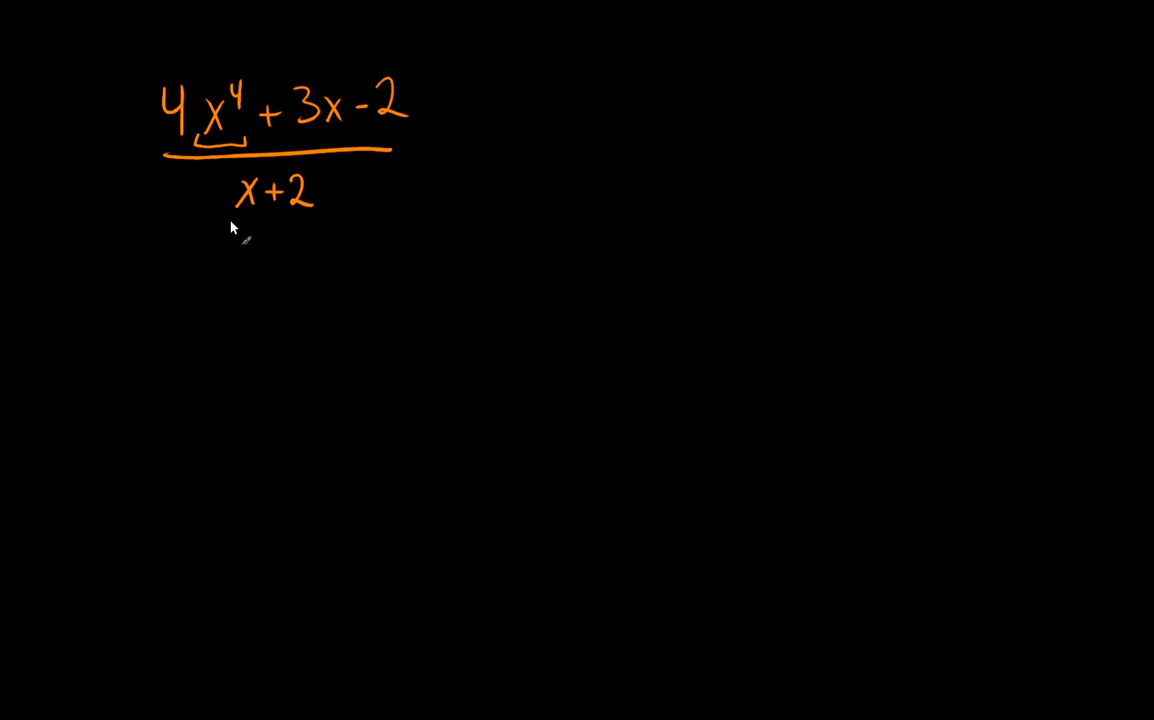 4x⁴ + 3x - 2
x + 2